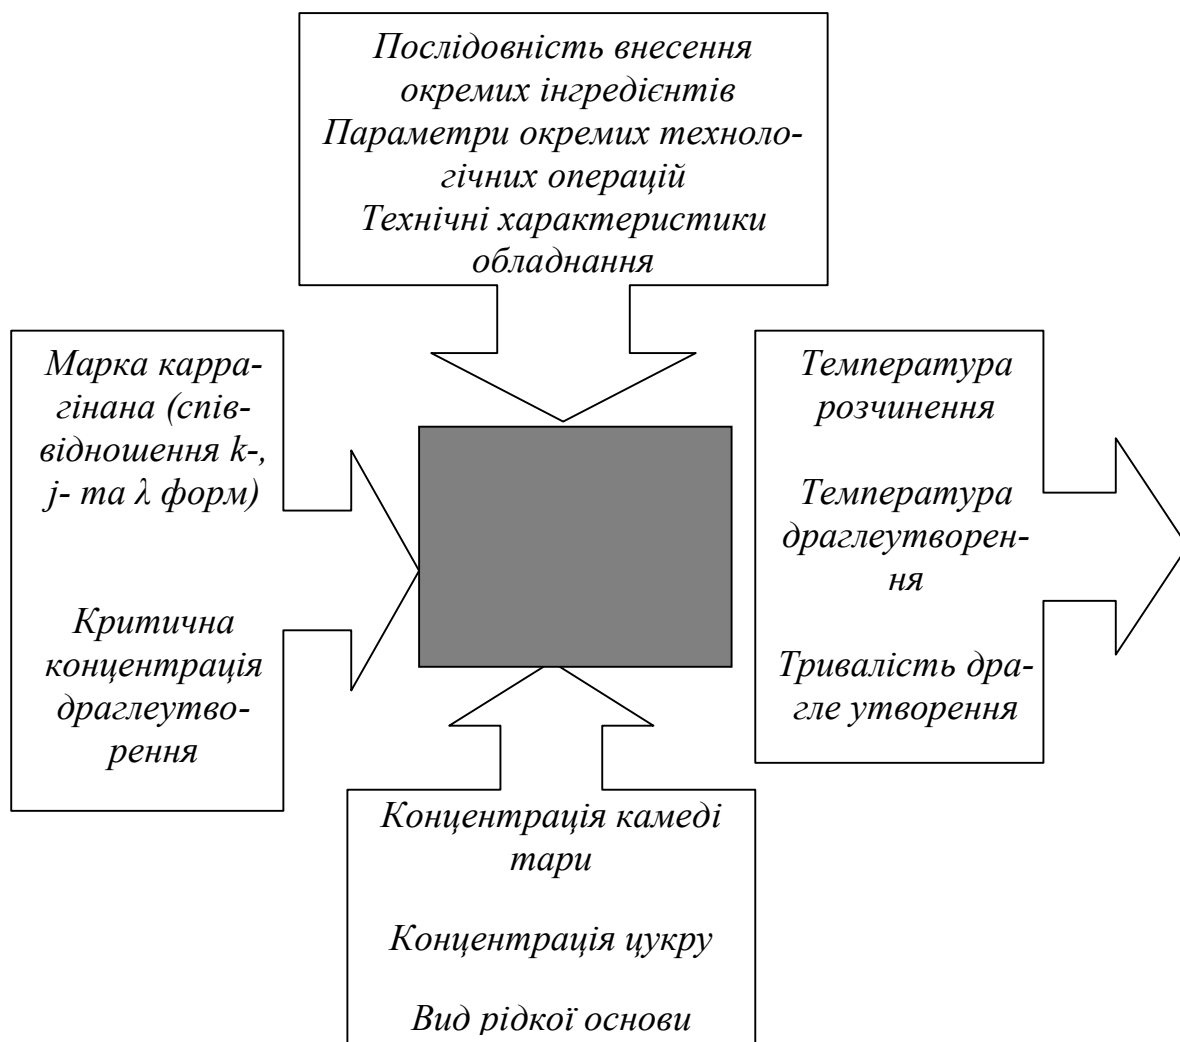 Послідовність внесення
окремих інгредієнтів
Параметри окремих техноло-
гічних операцій
Технічні характеристики
обладнання
Марка карра-
гінана (спів-
відношення k-,
j- та λ форм)
Критична
концентрація
драглеутво-
рення
Температура
розчинення
Температура
драглеутворен-
ня
Тривалість дра-
гле утворення
Концентрація камеді
тари
Концентрація цукру
Вид рідкої основи